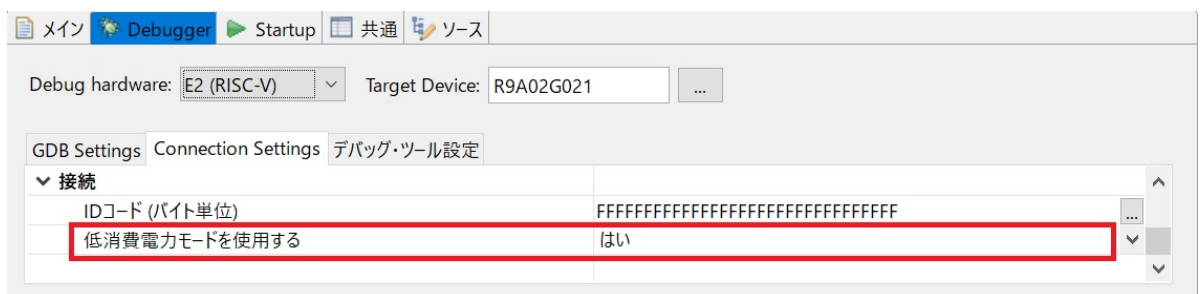 メイン Debugger Startup 共通 ソース
Debug hardware: E2 (RISC-V) Target Device: R9A02G021 ...
GDB Settings Connection Settings デバッグ・ツール設定
接続
IDコード (バイト単位) FFFFFFFFFFFFFFFFFFFFFFFFFFFFFFFF ...
低消費電力モードを使用する はい